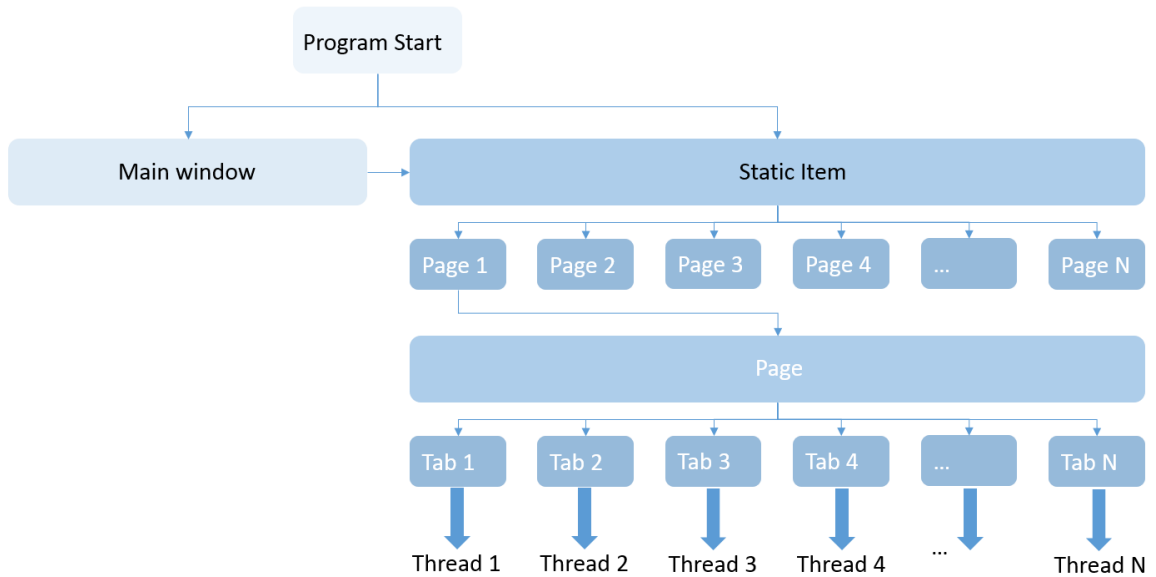 Program Start
Main window
Static Item
Page 1
Page 2
Page 3
Page 4
...
Page N
Page
Tab 1
Tab 2
Tab 3
Tab 4
...
Tab N
Thread 1
Thread 2
Thread 3
Thread 4
...
Thread N